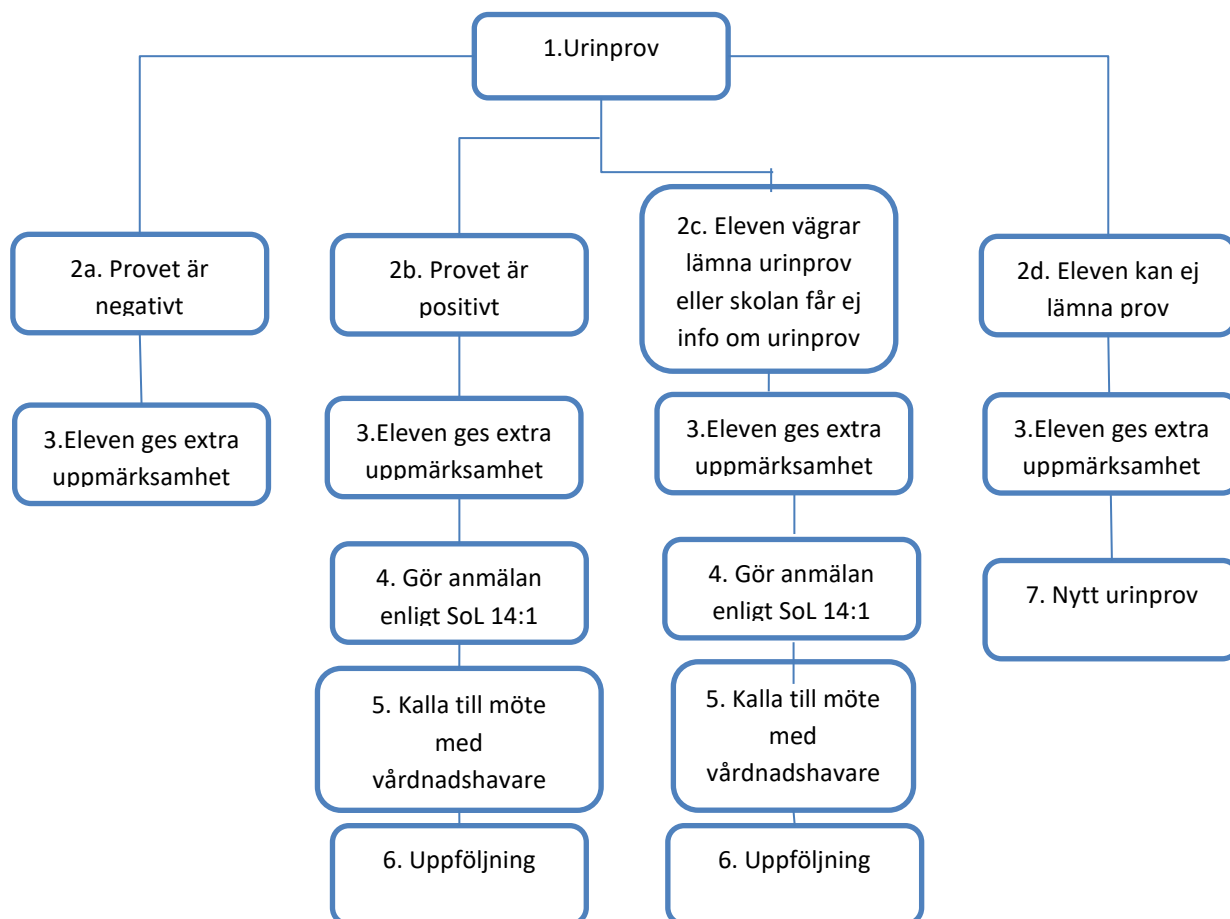 1.Urinprov
2a. Provet är
negativt
2b. Provet är
positivt
2c. Eleven vägrar
lämna urinprov
eller skolan får ej
info om urinprov
2d. Eleven kan ej
lämna prov
3.Eleven ges extra
uppmärksamhet
3.Eleven ges extra
uppmärksamhet
3.Eleven ges extra
uppmärksamhet
3.Eleven ges extra
uppmärksamhet
4. Gör anmälan
enligt SoL 14:1
4. Gör anmälan
enligt SoL 14:1
7. Nytt urinprov
5. Kalla till möte
med
vårdnadshavare
5. Kalla till möte
med
vårdnadshavare
6. Uppföljning
6. Uppföljning